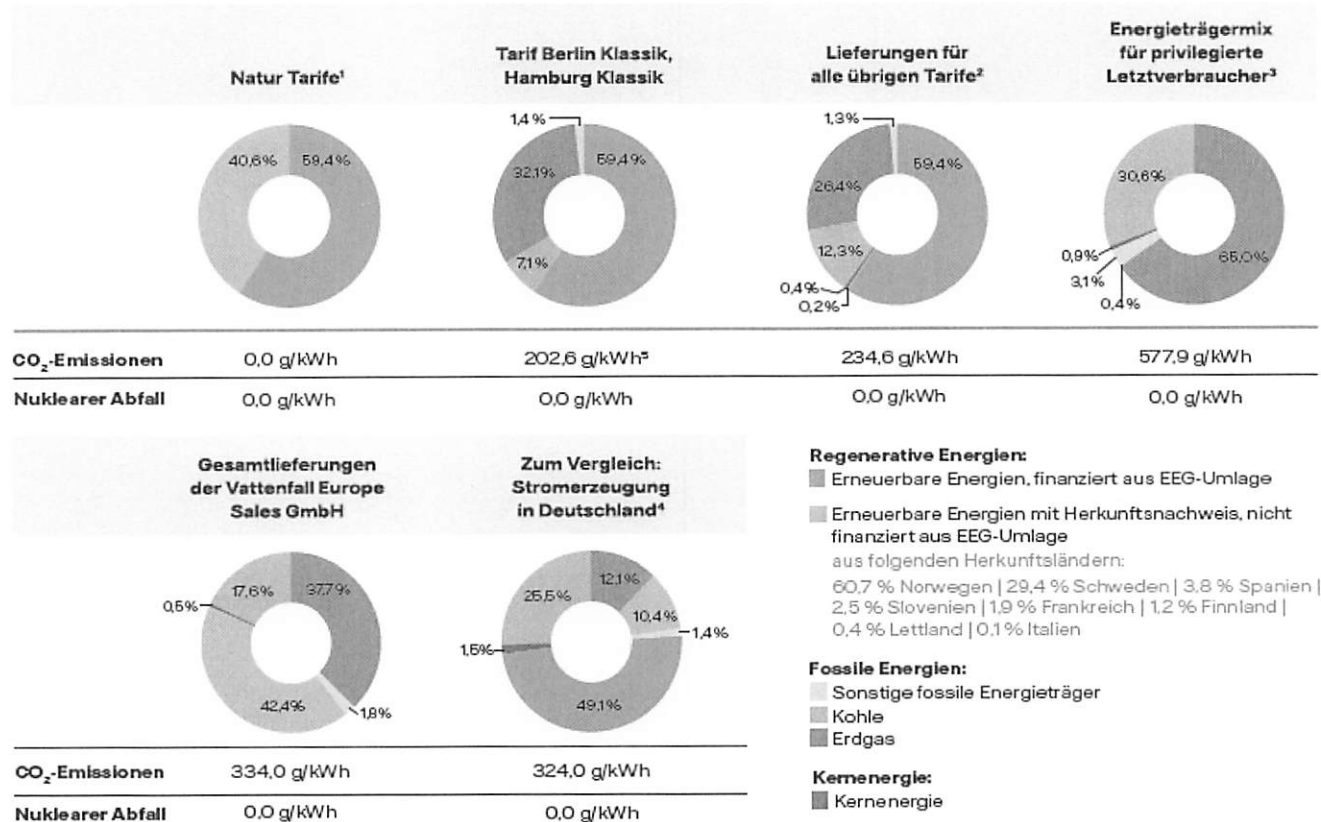 Natur Tarife¹
Tarif Berlin Klassik,
Hamburg Klassik
Lieferungen für
alle übrigen Tarife²
Energieträgermix
für privilegierte
Letztverbraucher³
40,6%
59,4%
1,4%
32,1%
59,4%
7,1%
1,3%
26,4%
59,4%
12,3%
0,4%
0,2%
30,6%
0,9%
3,1%
0,4%
65,0%
CO₂-Emissionen 0,0 g/kWh 202,6 g/kWh⁵ 234,6 g/kWh 577,9 g/kWh
Nuklearer Abfall 0,0 g/kWh 0,0 g/kWh 0,0 g/kWh 0,0 g/kWh
Gesamtlieferungen
der Vattenfall Europe
Sales GmbH
Zum Vergleich:
Stromerzeugung
in Deutschland⁴
17,6%
37,7%
0,5%
42,4%
1,8%
25,5%
12,1%
10,4%
1,4%
1,5%
49,1%
CO₂-Emissionen 334,0 g/kWh 324,0 g/kWh
Nuklearer Abfall 0,0 g/kWh 0,0 g/kWh
Regenerative Energien:
Erneuerbare Energien, finanziert aus EEG-Umlage
Erneuerbare Energien mit Herkunftsnachweis, nicht
finanziert aus EEG-Umlage
aus folgenden Herkunftsländern:
60,7 % Norwegen | 29,4 % Schweden | 3,8 % Spanien |
2,5 % Slovenien | 1,9 % Frankreich | 1,2 % Finnland |
0,4 % Lettland | 0,1 % Italien
Fossile Energien:
Sonstige fossile Energieträger
Kohle
Erdgas
Kernenergie:
Kernenergie